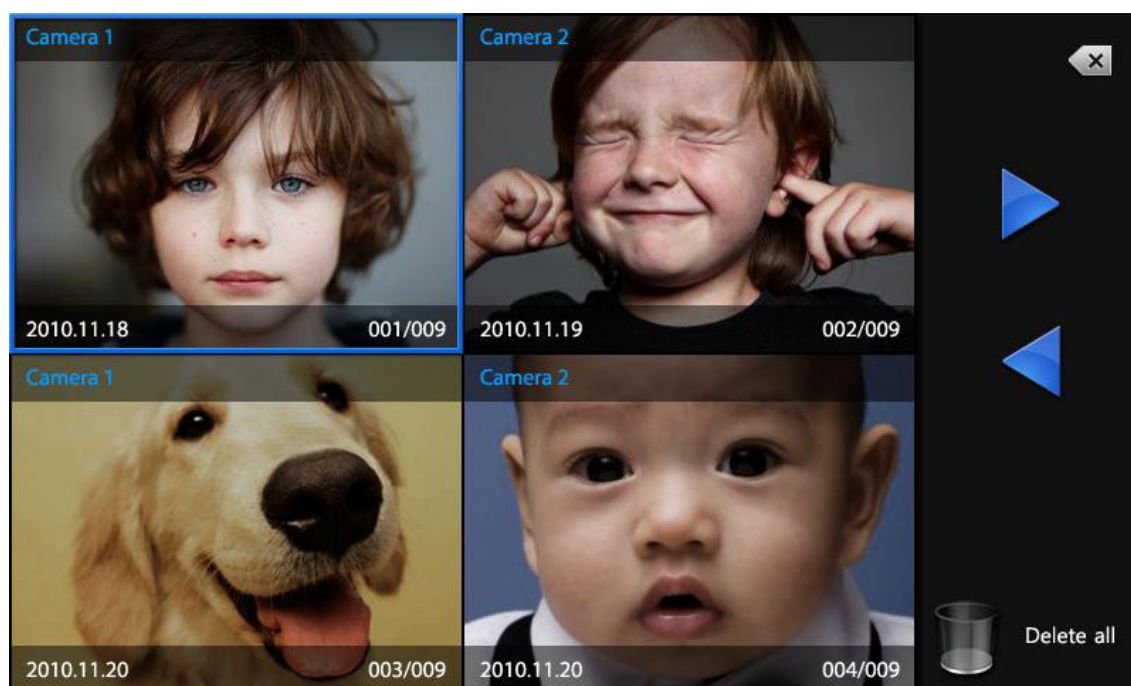 Camera 1
Camera 2
2010.11.18 001/009
2010.11.19 002/009
Camera 1
Camera 2
2010.11.20 003/009
2010.11.20 004/009
Delete all